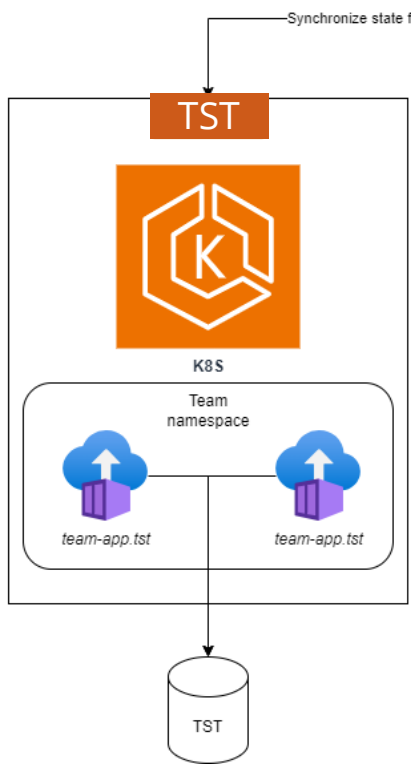 Synchronize state f
TST
K
K8S
Team
namespace
team-app.tst
team-app.tst
TST